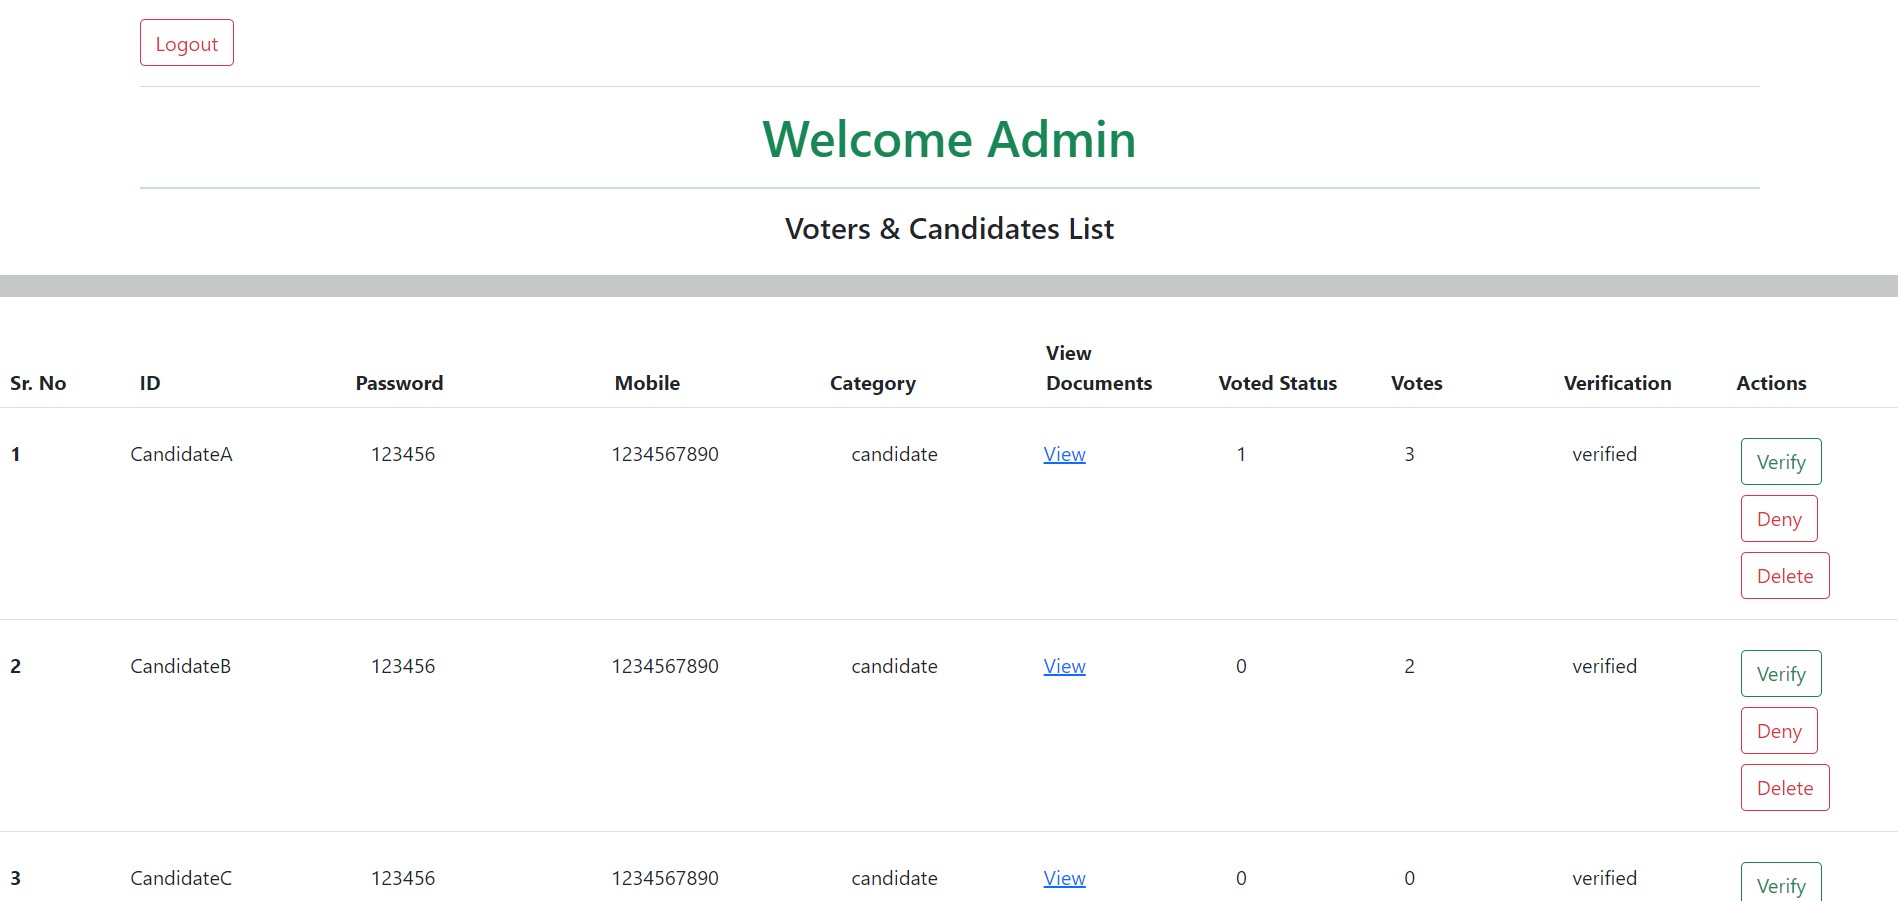 Logout
Welcome Admin
Voters & Candidates List
Sr. No ID Password Mobile Category View Documents Voted Status Votes Verification Actions
1 CandidateA 123456 1234567890 candidate View 1 3 verified Verify
Deny
Delete
2 CandidateB 123456 1234567890 candidate View 0 2 verified Verify
Deny
Delete
3 CandidateC 123456 1234567890 candidate View 0 0 verified Verify